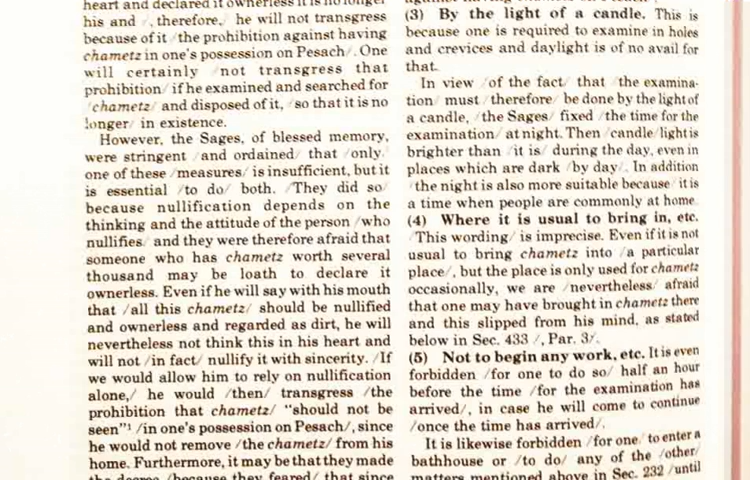 heart and declared it ownerless it is no longer
his and /, therefore,/ he will not transgress
because of it /the prohibition against having
chametz in one's possession on Pesach/. One
will certainly /not transgress that
prohibition/ if he examined and searched for
/chametz/ and disposed of it, /so that it is no
longer/ in existence.
However, the Sages, of blessed memory,
were stringent /and ordained/ that /only/
one of these /measures/ is insufficient, but it
is essential /to do/ both. /They did so/
because nullification depends on the
thinking and the attitude of the person /who
nullifies/ and they were therefore afraid that
someone who has chametz worth several
thousand may be loath to declare it
ownerless. Even if he will say with his mouth
that /all this chametz/ should be nullified
and ownerless and regarded as dirt, he will
nevertheless not think this in his heart and
will not /in fact/ nullify it with sincerity. /If
we would allow him to rely on nullification
alone,/ he would /then/ transgress /the
prohibition that chametz/ "should not be
seen"¹ /in one's possession on Pesach/, since
he would not remove /the chametz/ from his
home. Furthermore, it may be that they made
the decree /because they feared/ that since
(3) By the light of a candle. This is
because one is required to examine in holes
and crevices and daylight is of no avail for
that.
In view /of the fact/ that /the examina-
tion/ must /therefore/ be done by the light of
a candle, /the Sages/ fixed /the time for the
examination/ at night. Then /candle/light is
brighter than /it is/ during the day, even in
places which are dark /by day/. In addition
/the night is also more suitable because/ it is
a time when people are commonly at home.
(4) Where it is usual to bring in, etc.
/This wording/ is imprecise. Even if it is not
usual to bring chametz into /a particular
place/, but the place is only used for chametz
occasionally, we are /nevertheless/ afraid
that one may have brought in chametz there
and this slipped from his mind, as stated
below in Sec. 433 /, Par. 3/.
(5) Not to begin any work, etc. It is even
forbidden /for one to do so/ half an hour
before the time /for the examination has
arrived/, in case he will come to continue
/once the time has arrived/.
It is likewise forbidden /for one/ to enter a
bathhouse or /to do/ any of the /other/
matters mentioned above in Sec. 232 /until